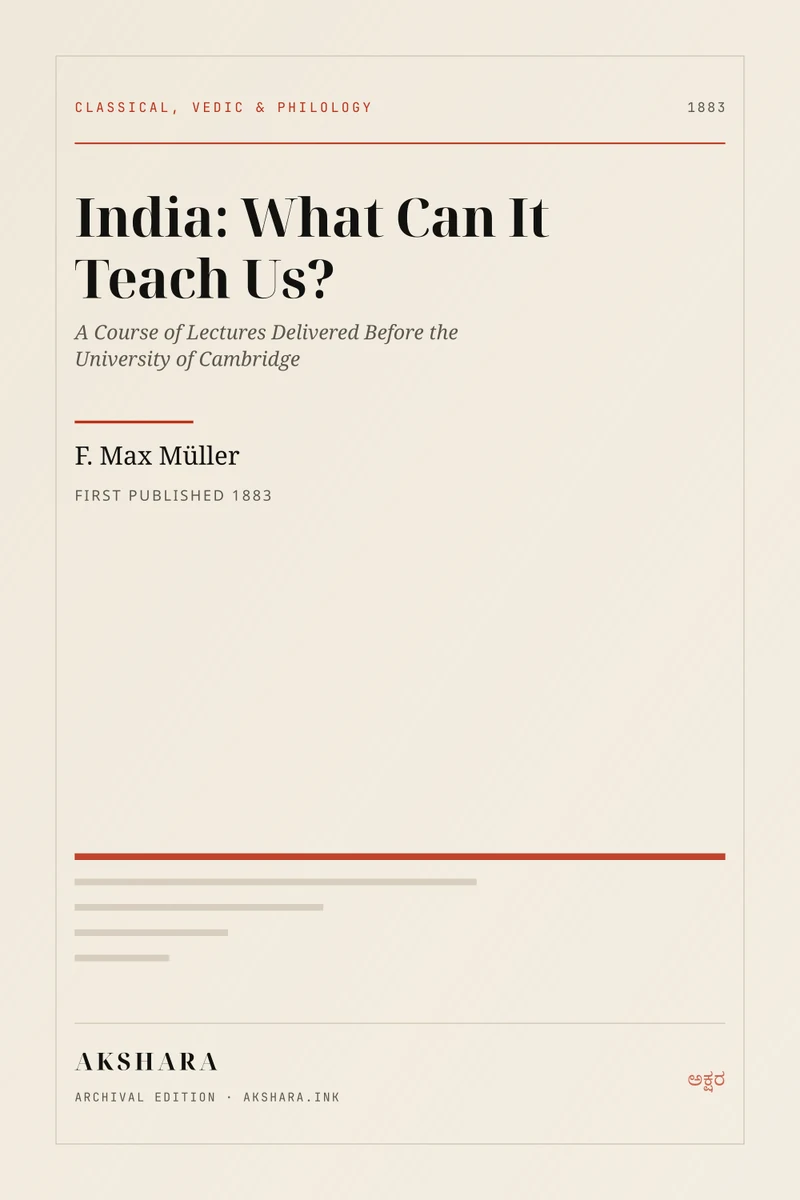 CLASSICAL, VEDIC & PHILOLOGY
1883
India: What Can It
Teach Us?
A Course of Lectures Delivered Before the
University of Cambridge
F. Max Müller
FIRST PUBLISHED 1883
AKSHARA
ARCHIVAL EDITION · AKSHARA.INK
ಅಕ್ಷರ